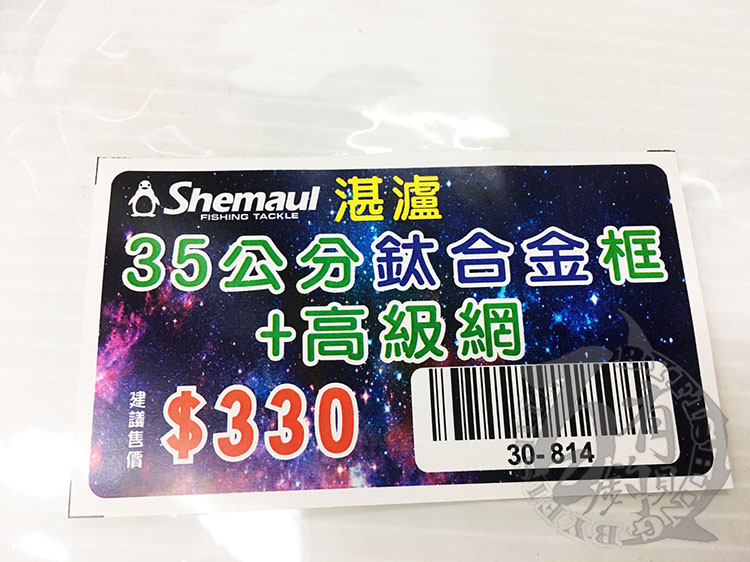 Shemaul 湛瀘
FISHING TACKLE
35公分鈦合金框
+高級網
建議售價
$330
30-814